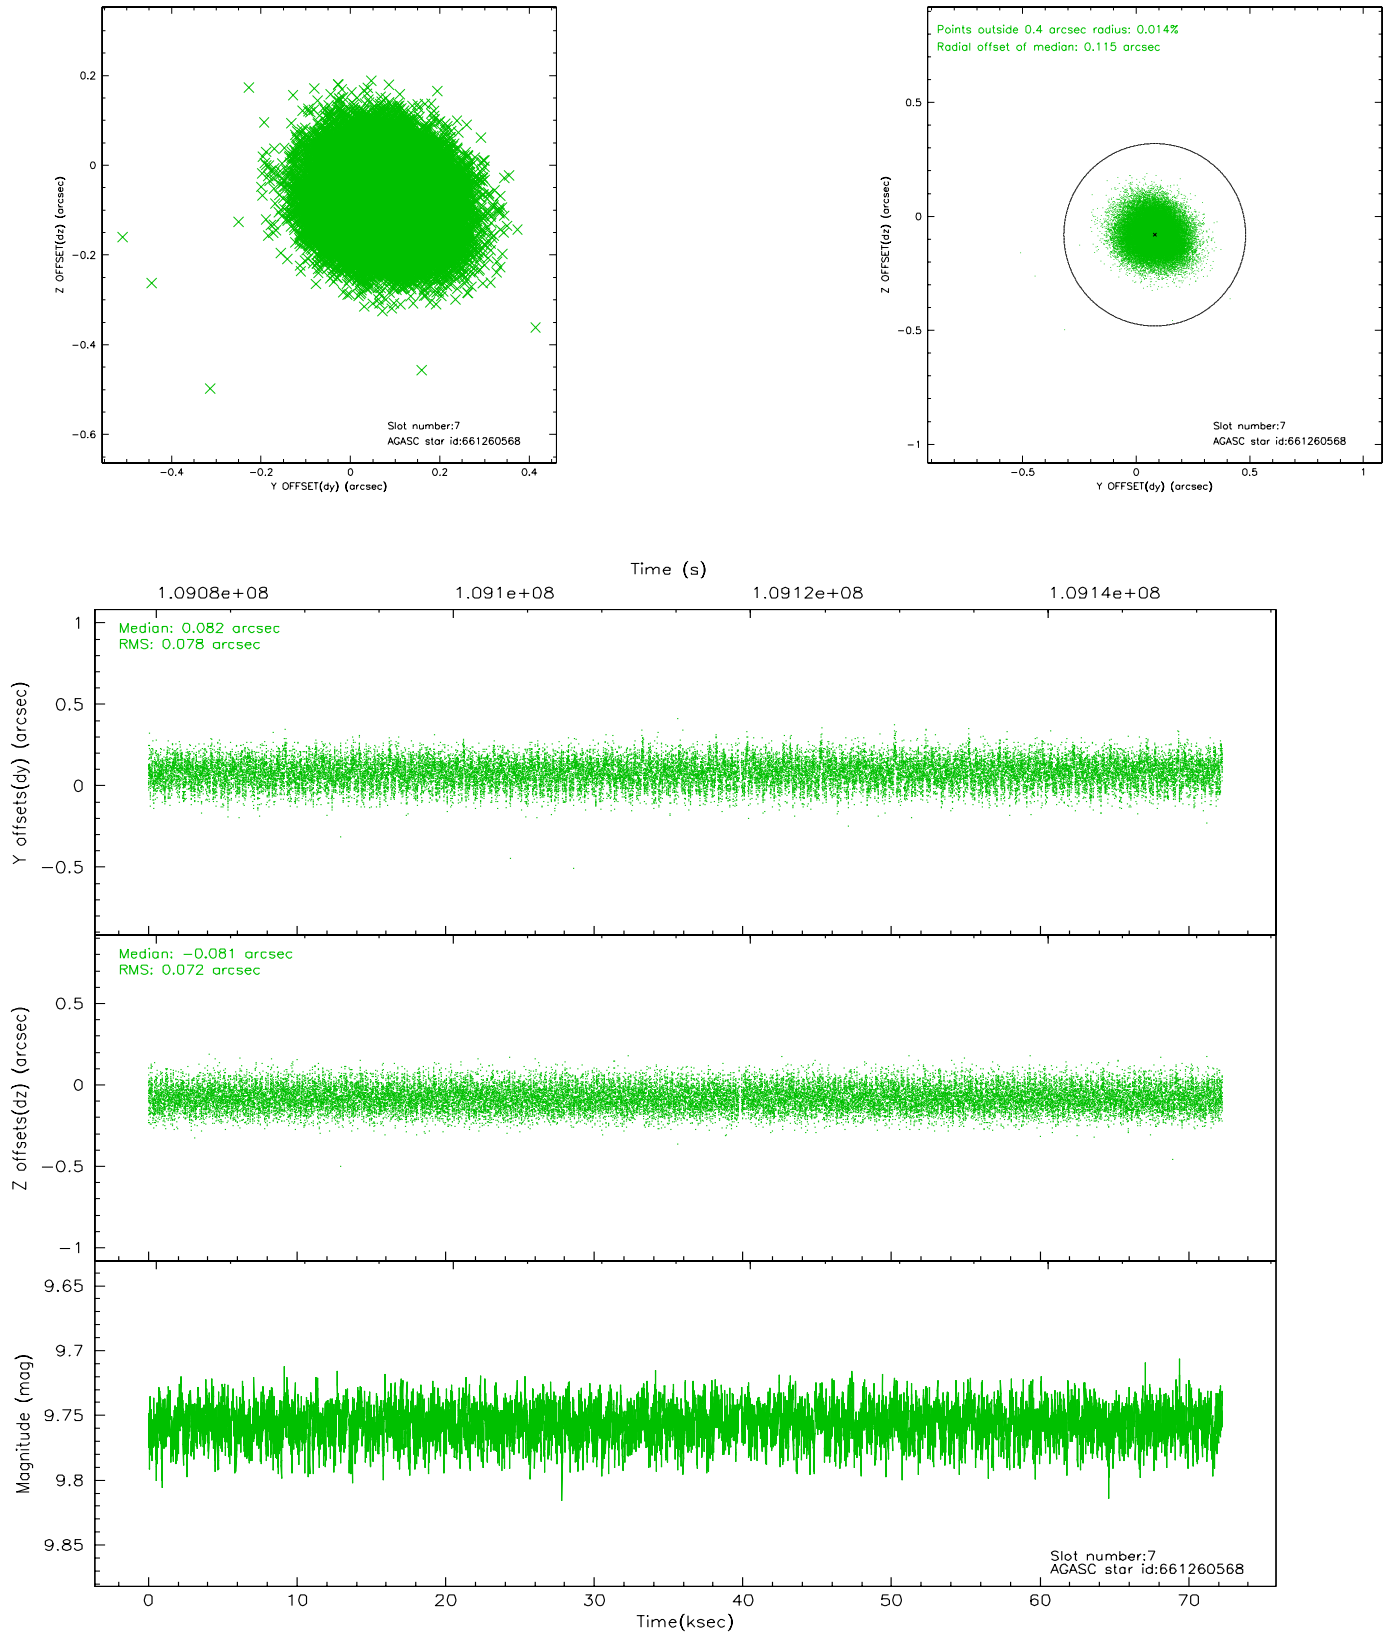 0.2
0
−0.2
−0.4
−0.6
Z OFFSET(dz) (arcsec)
Slot number:7
AGASC star id:661260568
−0.4 −0.2 0 0.2 0.4
Y OFFSET(dy) (arcsec)
Points outside 0.4 arcsec radius: 0.014%
Radial offset of median: 0.115 arcsec
0.5
0
−0.5
−1
Z OFFSET(dz) (arcsec)
Slot number:7
AGASC star id:661260568
−0.5 0 0.5 1
Y OFFSET(dy) (arcsec)
Time (s)
1.0908e+08 1.091e+08 1.0912e+08 1.0914e+08
Median: 0.082 arcsec
RMS: 0.078 arcsec
1
0.5
0
−0.5
Y offsets(dy) (arcsec)
Median: −0.081 arcsec
RMS: 0.072 arcsec
0.5
0
−0.5
−1
Z offsets(dz) (arcsec)
9.65
9.7
9.75
9.8
9.85
Magnitude (mag)
Slot number:7
AGASC star id:661260568
0 10 20 30 40 50 60 70
Time(ksec)